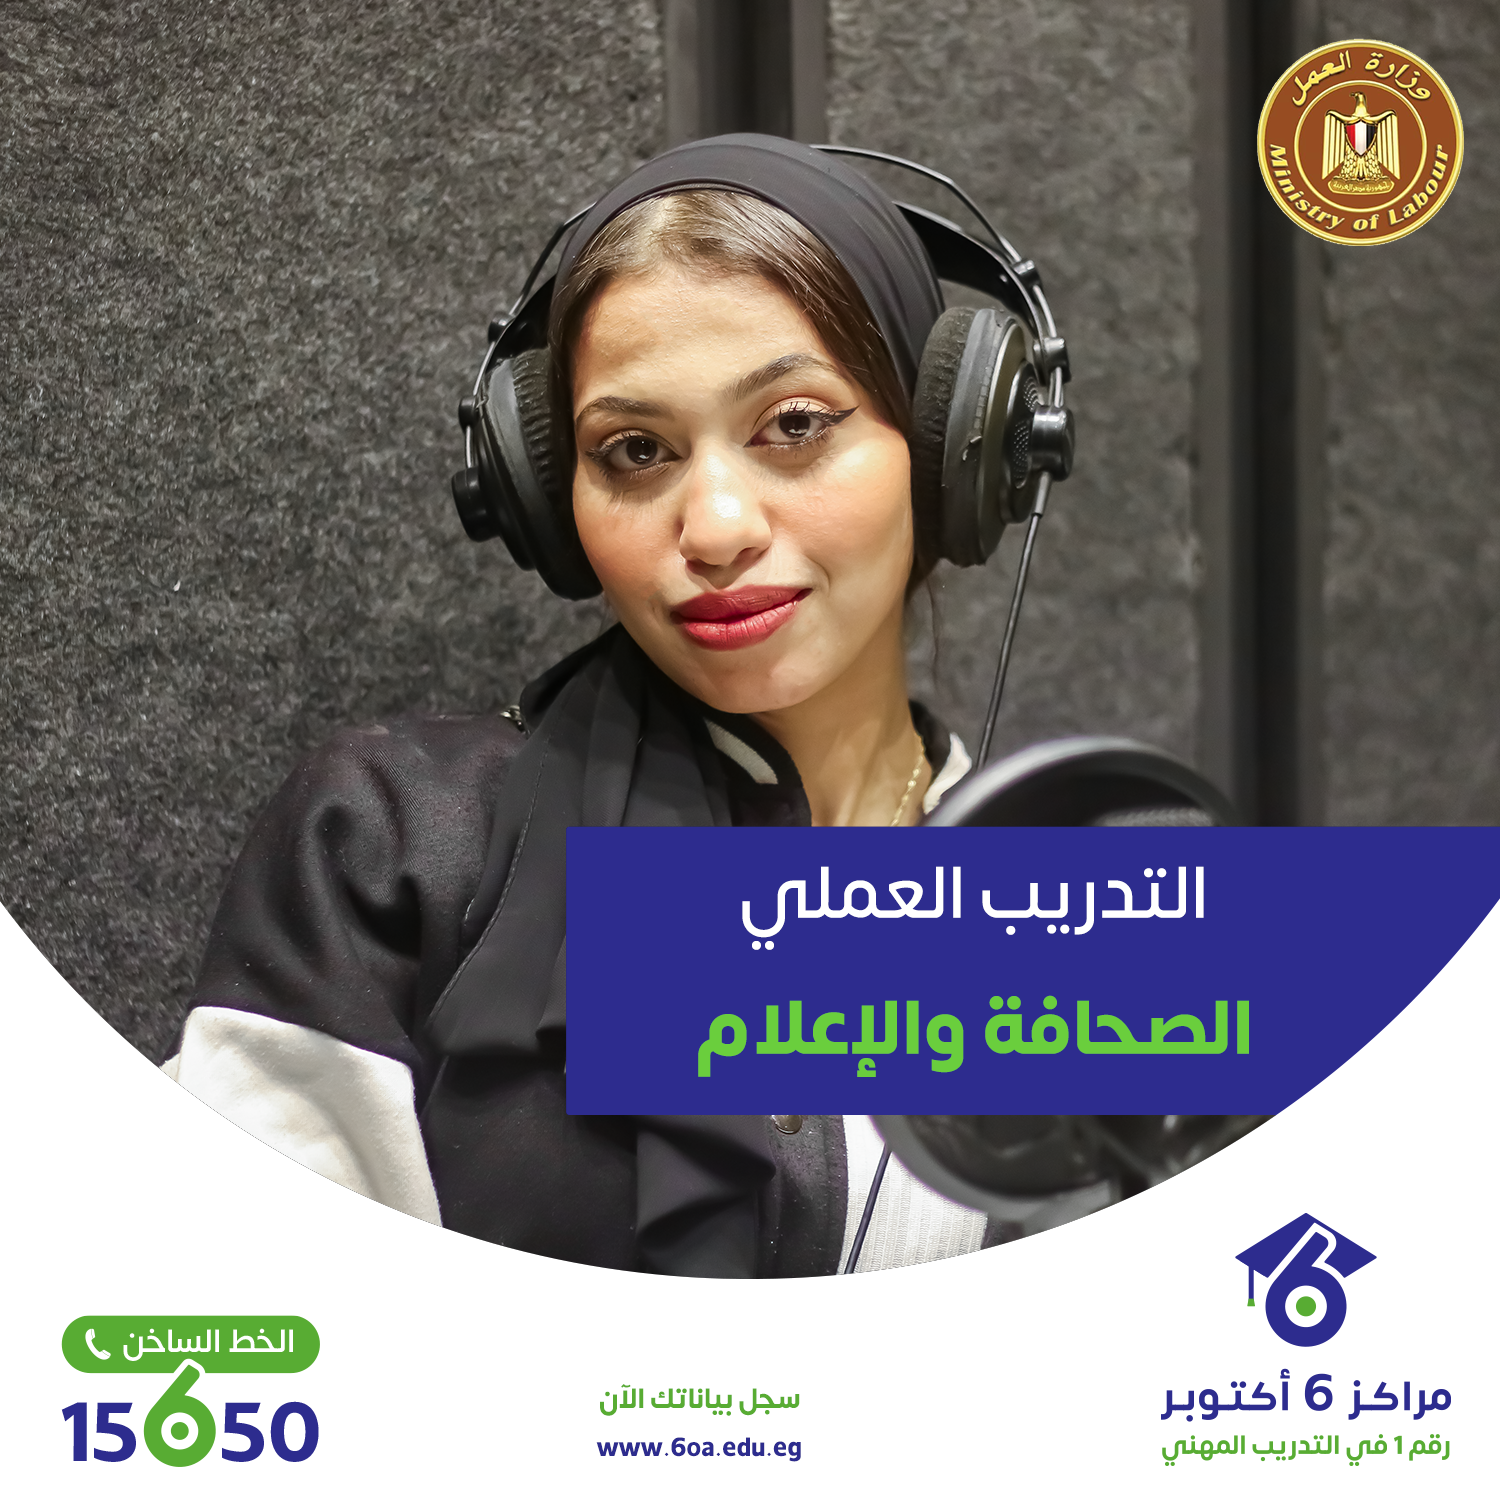 وزارة العمل
Ministry of Labour
التدريب العملي
الصحافة والإعلام
الخط الساخن
15650
سجل بياناتك الآن
www.6oa.edu.eg
6
مراكز 6 أكتوبر
رقم 1 في التدريب المهني